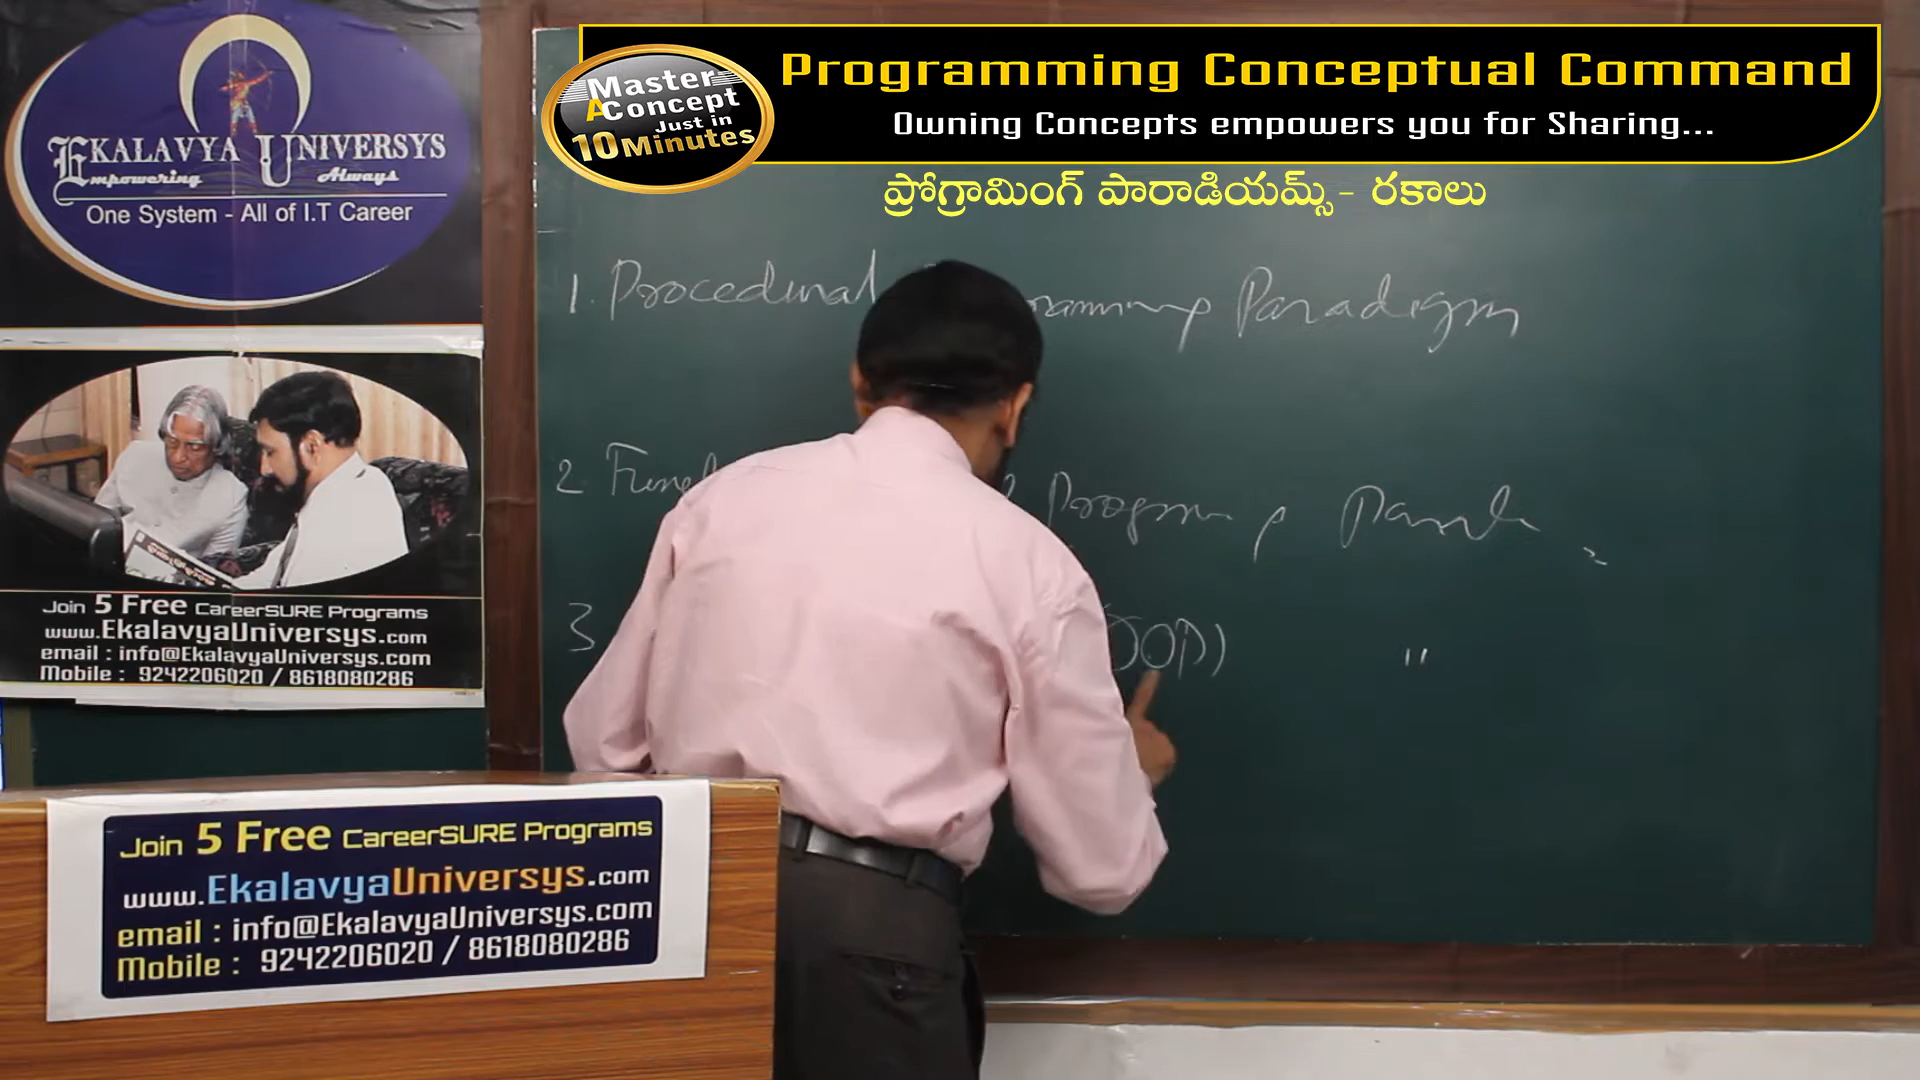 EKALAVYA UNIVERSYS
Empowering Always
One System - All of I.T Career
Master
A Concept
Just in
10 Minutes
Programming Conceptual Command
Owning Concepts empowers you for Sharing...
ప్రోగ్రామింగ్ పారాడియమ్స్ - రకాలు
1. Procedural Paradigm
2
3 OOP) "
Join 5 Free CareerSURE Programs
www.EkalavyaUniversys.com
email : info@EkalavyaUniversys.com
Mobile : 9242206020 / 8618080286
Join 5 Free CareerSURE Programs
www.EkalavyaUniversys.com
email : info@EkalavyaUniversys.com
Mobile : 9242206020 / 8618080286